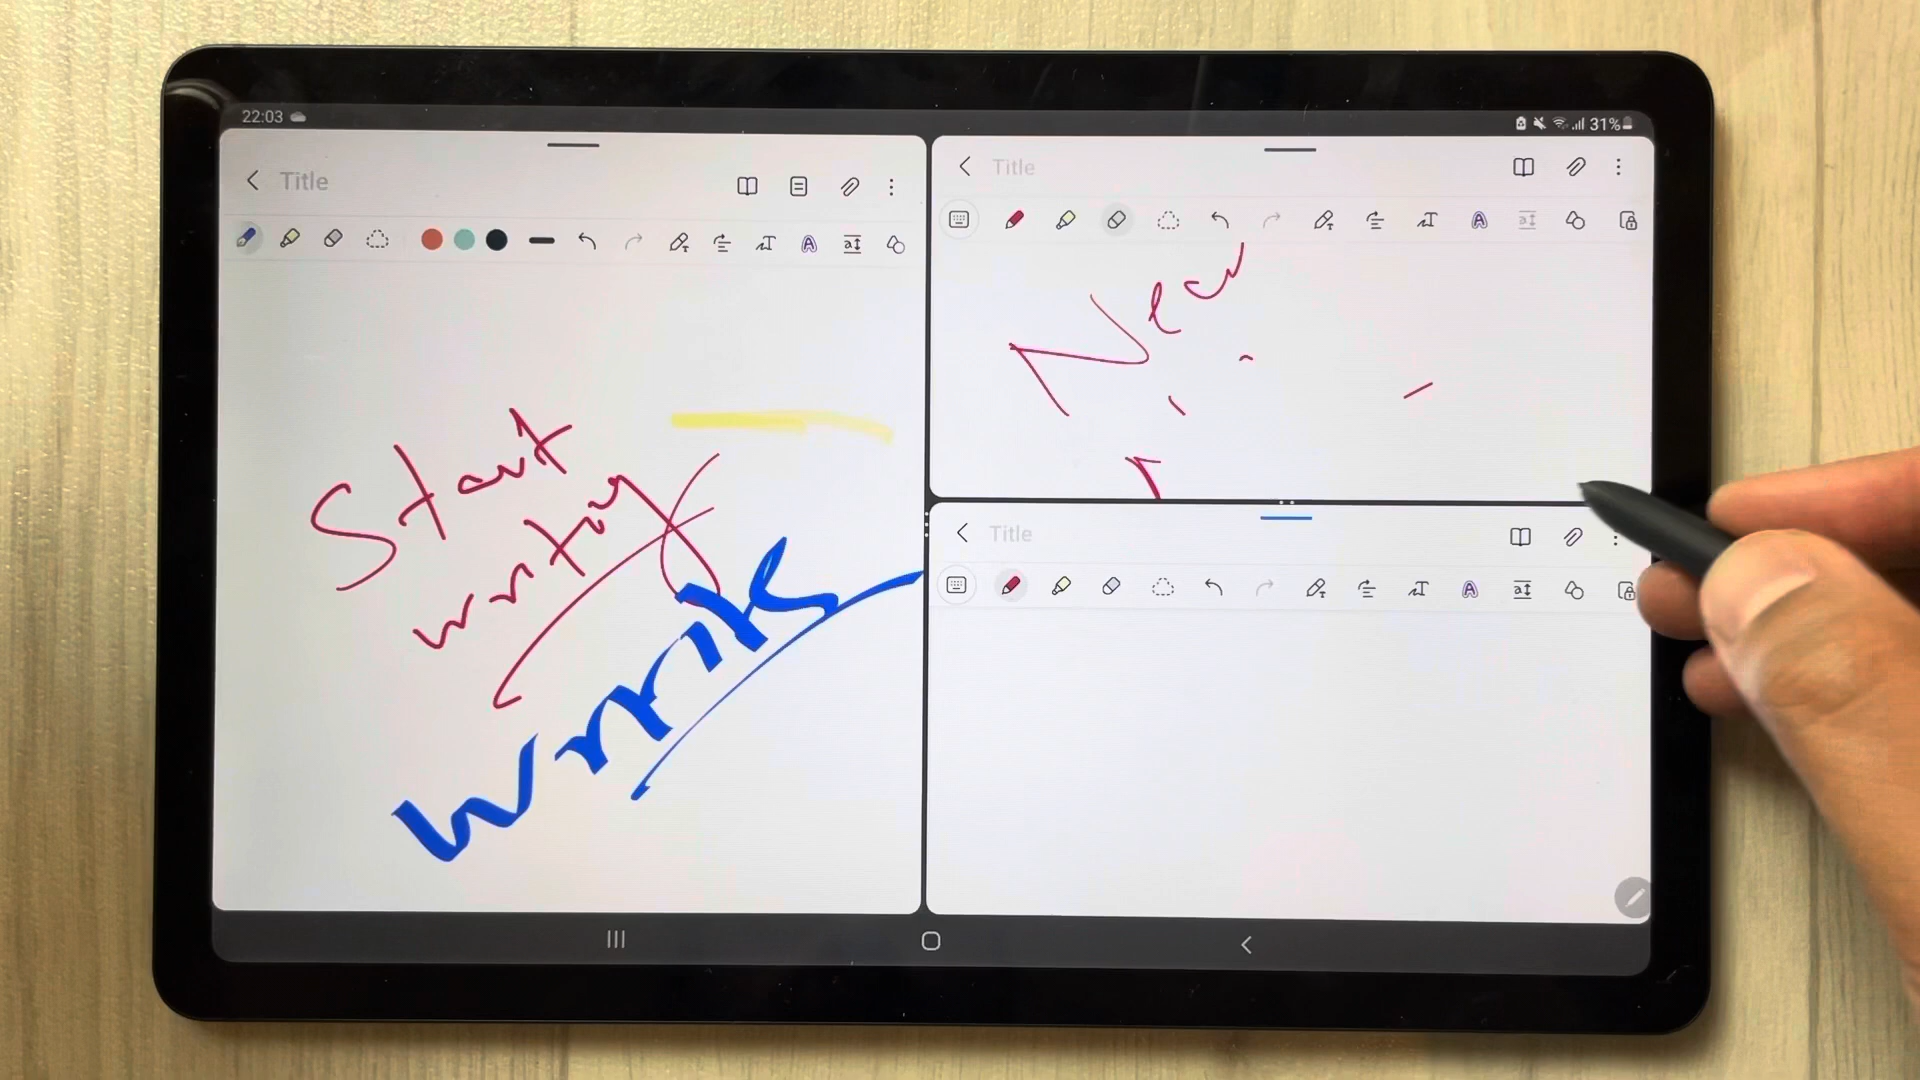 22:03
31%
Title
Start
writing
write
Title
New
Title